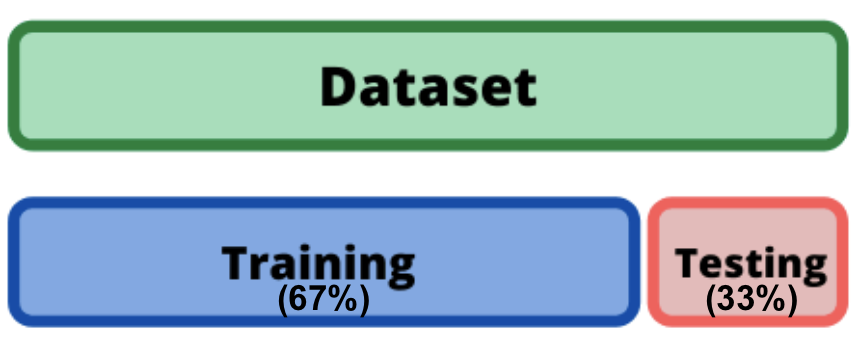 Dataset
Training
(67%)
Testing
(33%)